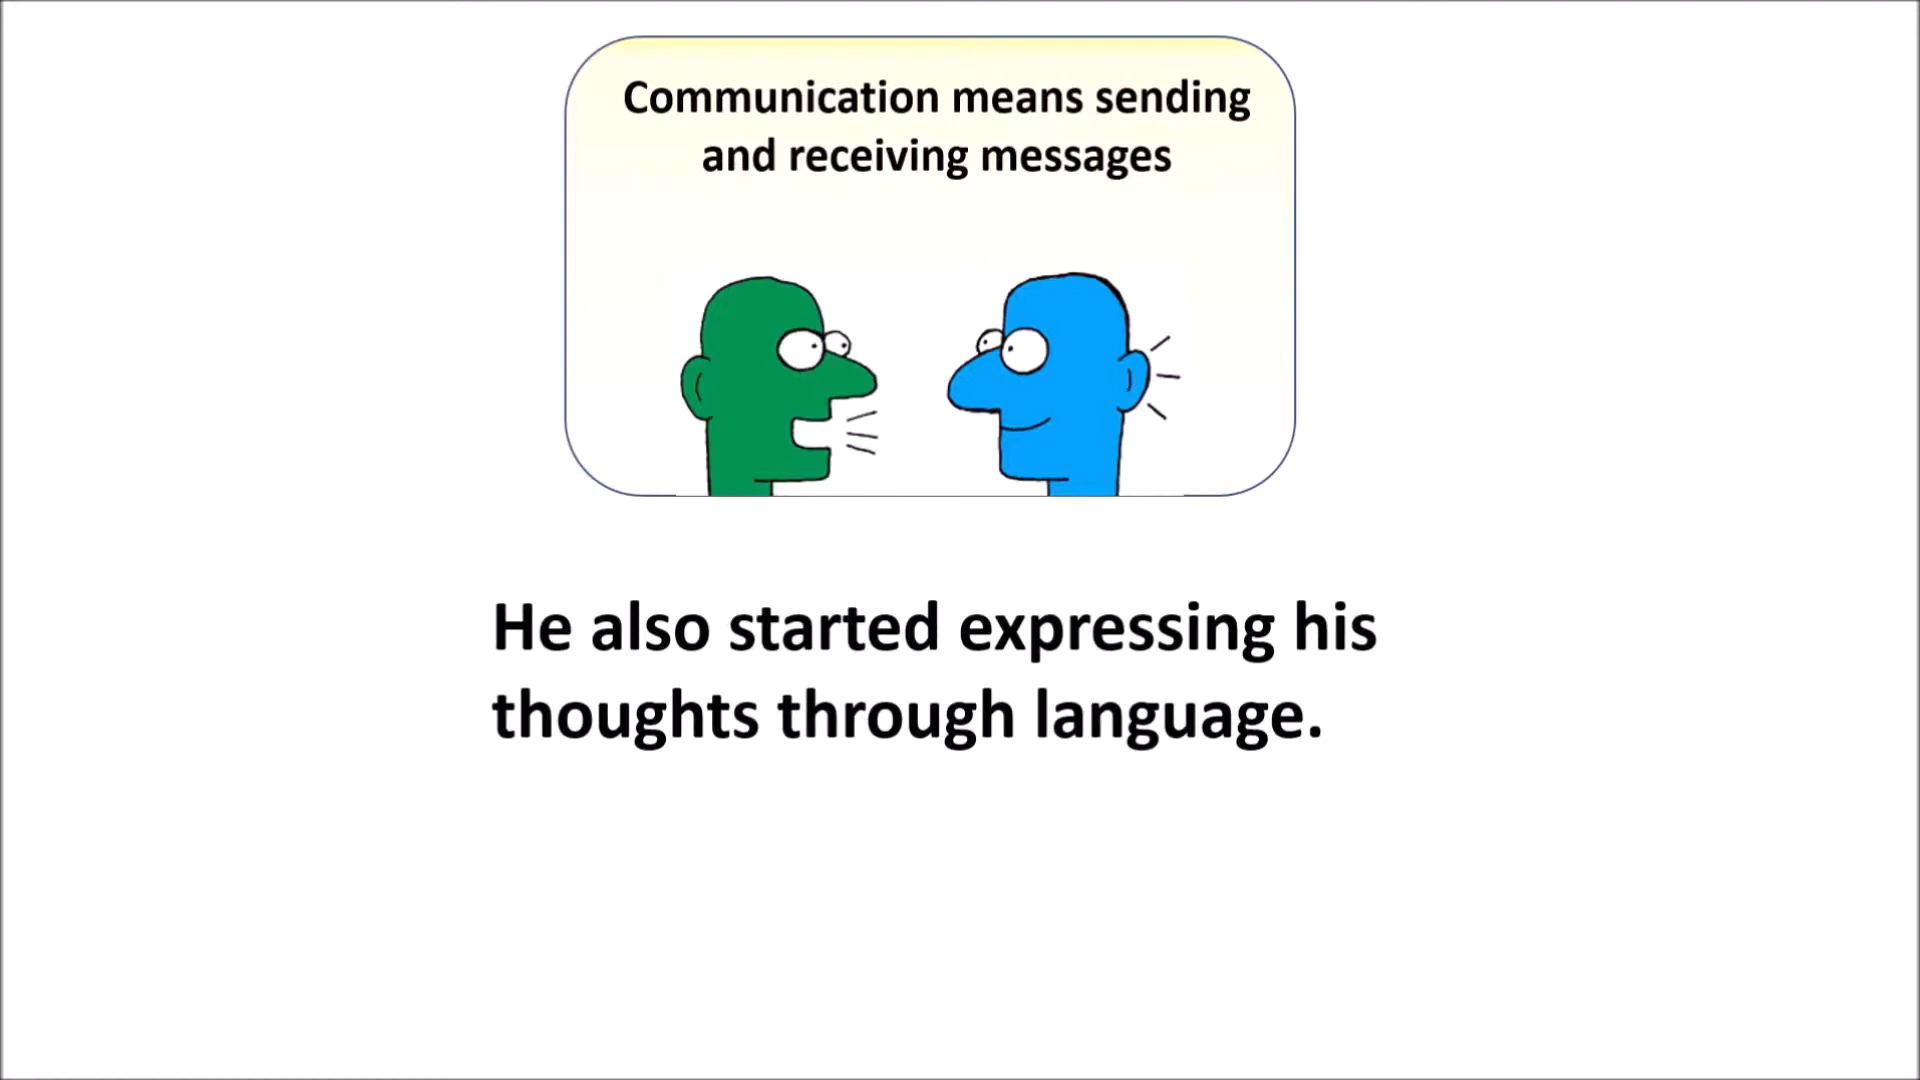 Communication means sending
and receiving messages
He also started expressing his
thoughts through language.